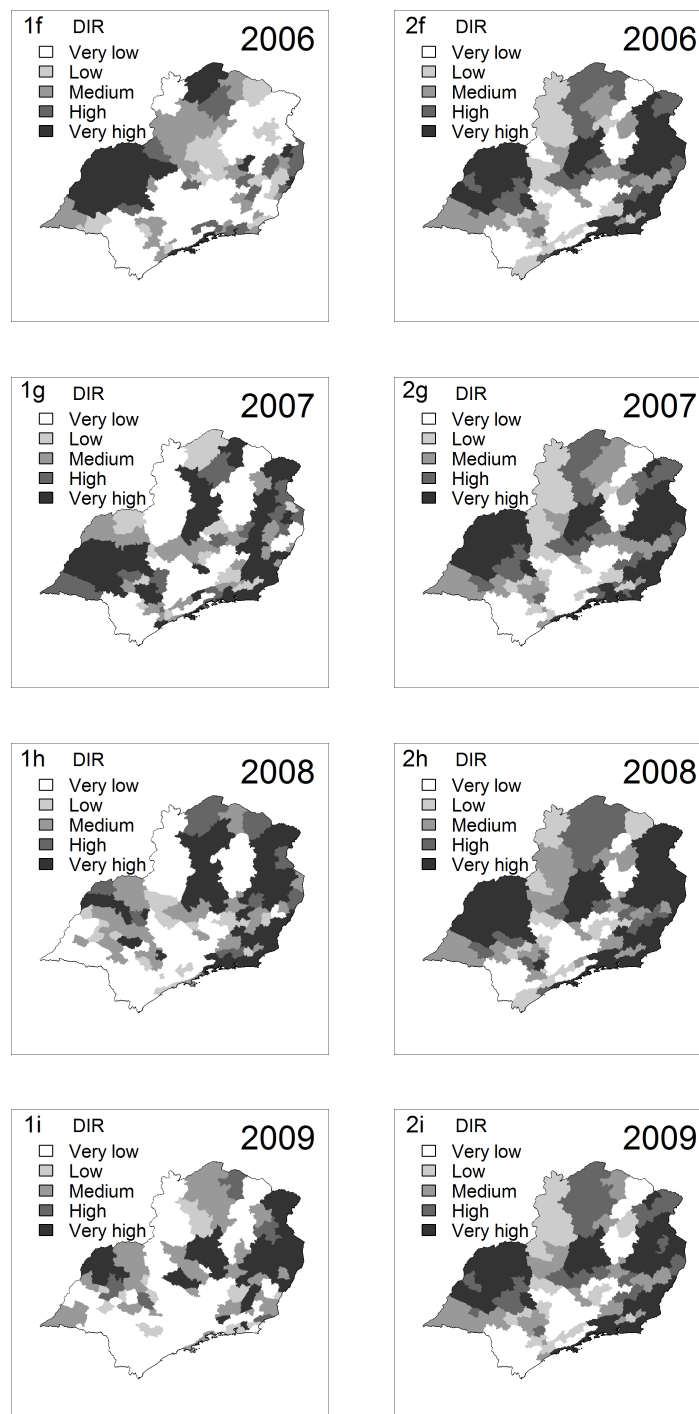 1f DIR 2006
Very low
Low
Medium
High
Very high
2f DIR 2006
Very low
Low
Medium
High
Very high
1g DIR 2007
Very low
Low
Medium
High
Very high
2g DIR 2007
Very low
Low
Medium
High
Very high
1h DIR 2008
Very low
Low
Medium
High
Very high
2h DIR 2008
Very low
Low
Medium
High
Very high
1i DIR 2009
Very low
Low
Medium
High
Very high
2i DIR 2009
Very low
Low
Medium
High
Very high